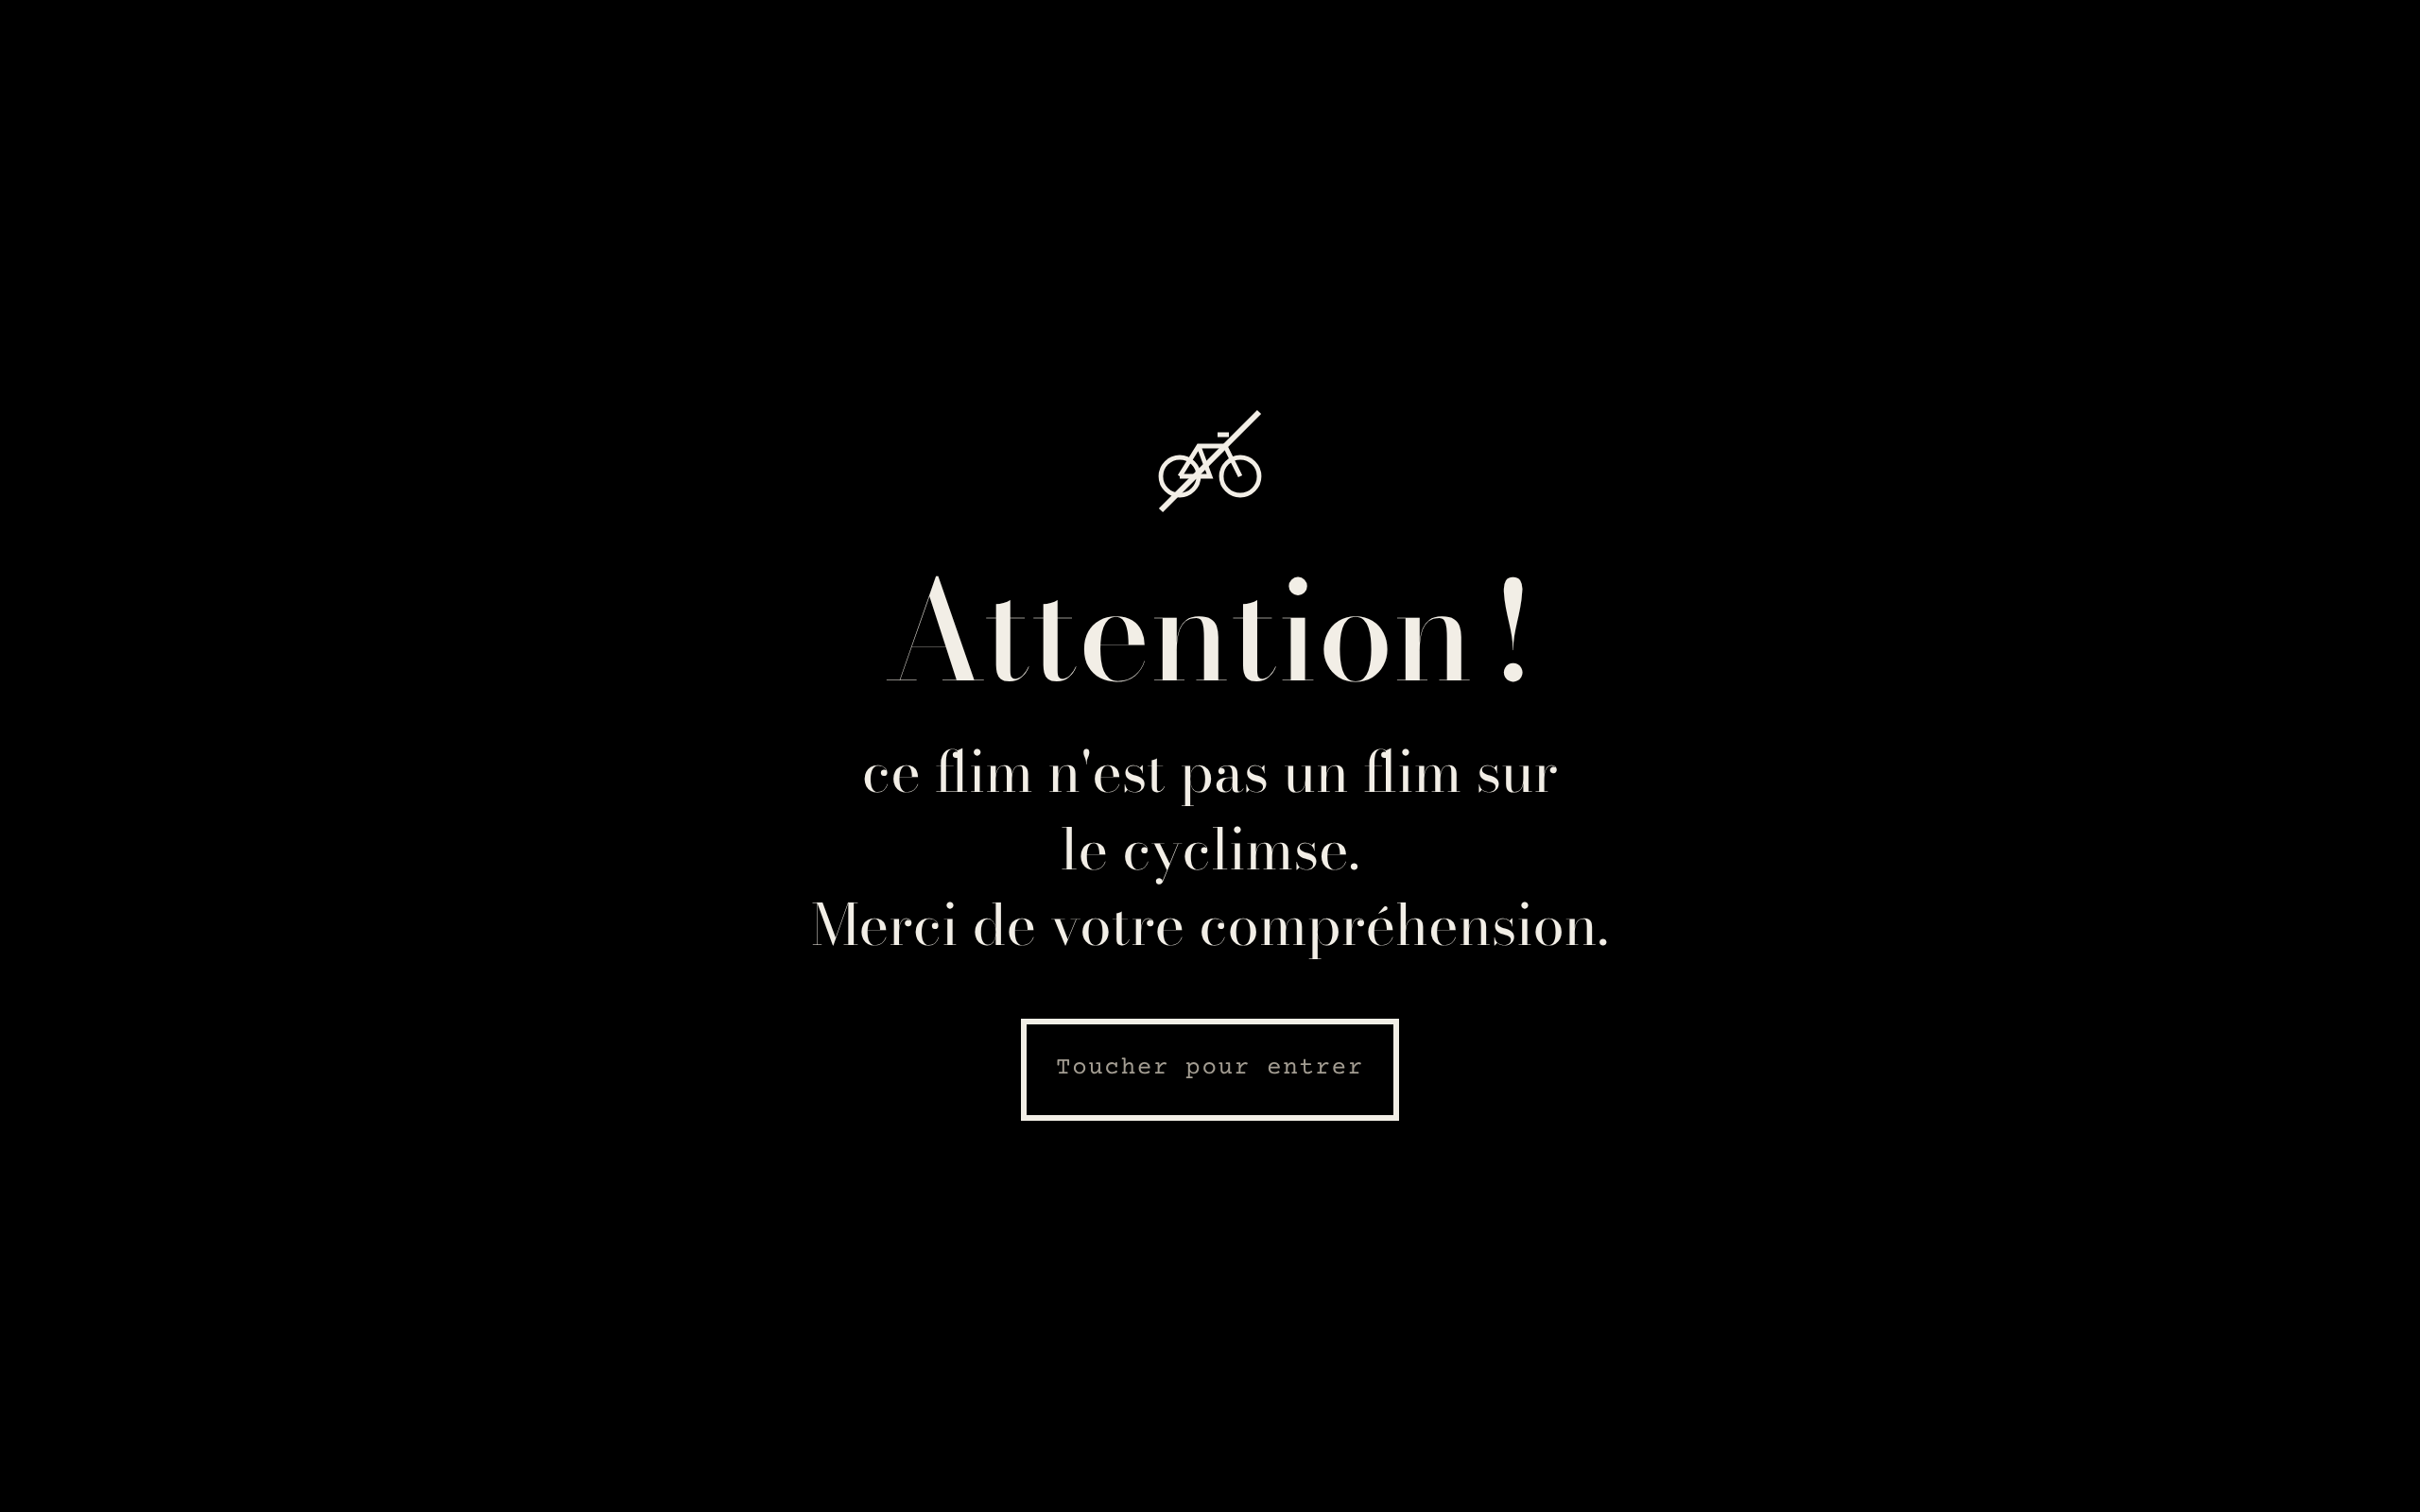 Attention !
ce flim n'est pas un flim sur
le cyclimse.
Merci de votre compréhension.
Toucher pour entrer